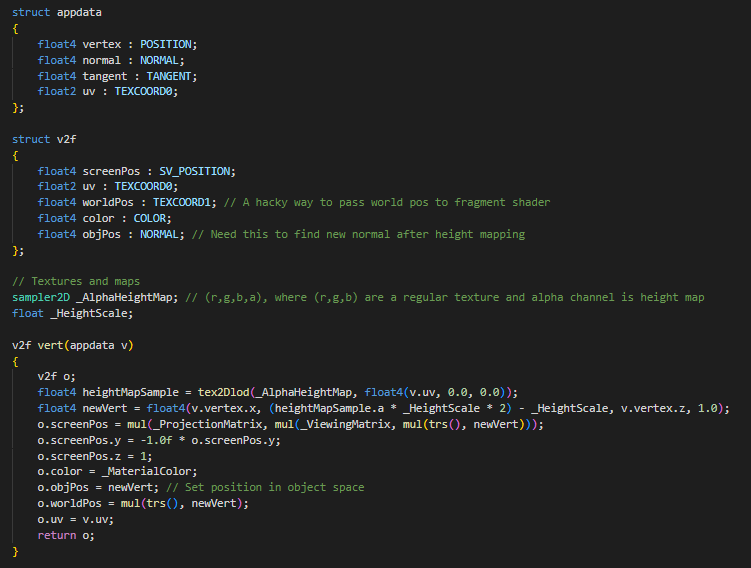 struct appdata
{
    float4 vertex : POSITION;
    float4 normal : NORMAL;
    float4 tangent : TANGENT;
    float2 uv : TEXCOORD0;
};

struct v2f
{
    float4 screenPos : SV_POSITION;
    float2 uv : TEXCOORD0;
    float4 worldPos : TEXCOORD1; // A hacky way to pass world pos to fragment shader
    float4 color : COLOR;
    float4 objPos : NORMAL; // Need this to find new normal after height mapping
};

// Textures and maps
sampler2D _AlphaHeightMap; // (r,g,b,a), where (r,g,b) are a regular texture and alpha channel is height map
float _HeightScale;

v2f vert(appdata v)
{
    v2f o;
    float4 heightMapSample = tex2Dlod(_AlphaHeightMap, float4(v.uv, 0.0, 0.0));
    float4 newVert = float4(v.vertex.x, (heightMapSample.a * _HeightScale * 2) - _HeightScale, v.vertex.z, 1.0);
    o.screenPos = mul(_ProjectionMatrix, mul(_ViewingMatrix, mul(trs(), newVert)));
    o.screenPos.y = -1.0f * o.screenPos.y;
    o.screenPos.z = 1;
    o.color = _MaterialColor;
    o.objPos = newVert; // Set position in object space
    o.worldPos = mul(trs(), newVert);
    o.uv = v.uv;
    return o;
}